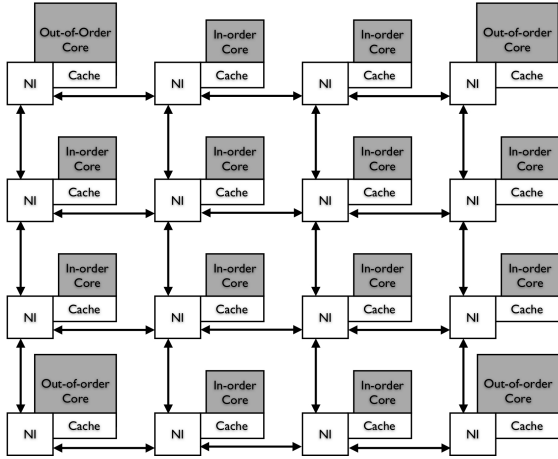 Out-of-Order
Core
In-order
Core
In-order
Core
Out-of-order
Core
NI
Cache
NI
Cache
NI
Cache
NI
Cache
In-order
Core
In-order
Core
In-order
Core
In-order
Core
NI
Cache
NI
Cache
NI
Cache
NI
Cache
In-order
Core
In-order
Core
In-order
Core
In-order
Core
NI
Cache
NI
Cache
NI
Cache
NI
Cache
Out-of-order
Core
In-order
Core
In-order
Core
Out-of-order
Core
NI
Cache
NI
Cache
NI
Cache
NI
Cache